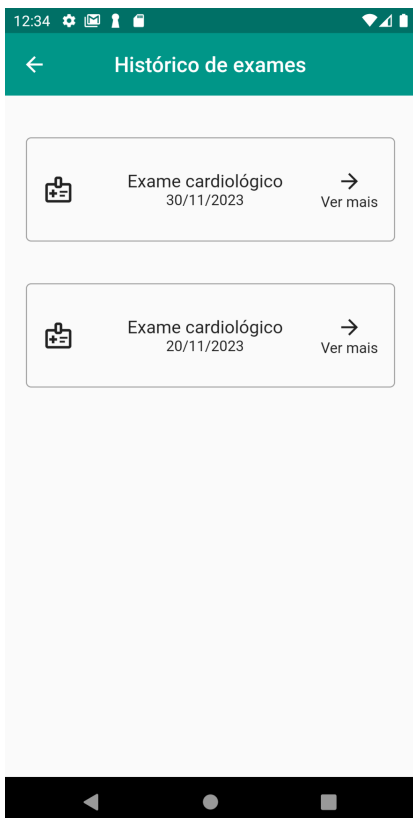 12:34
Histórico de exames
Exame cardiológico
30/11/2023
Ver mais
Exame cardiológico
20/11/2023
Ver mais